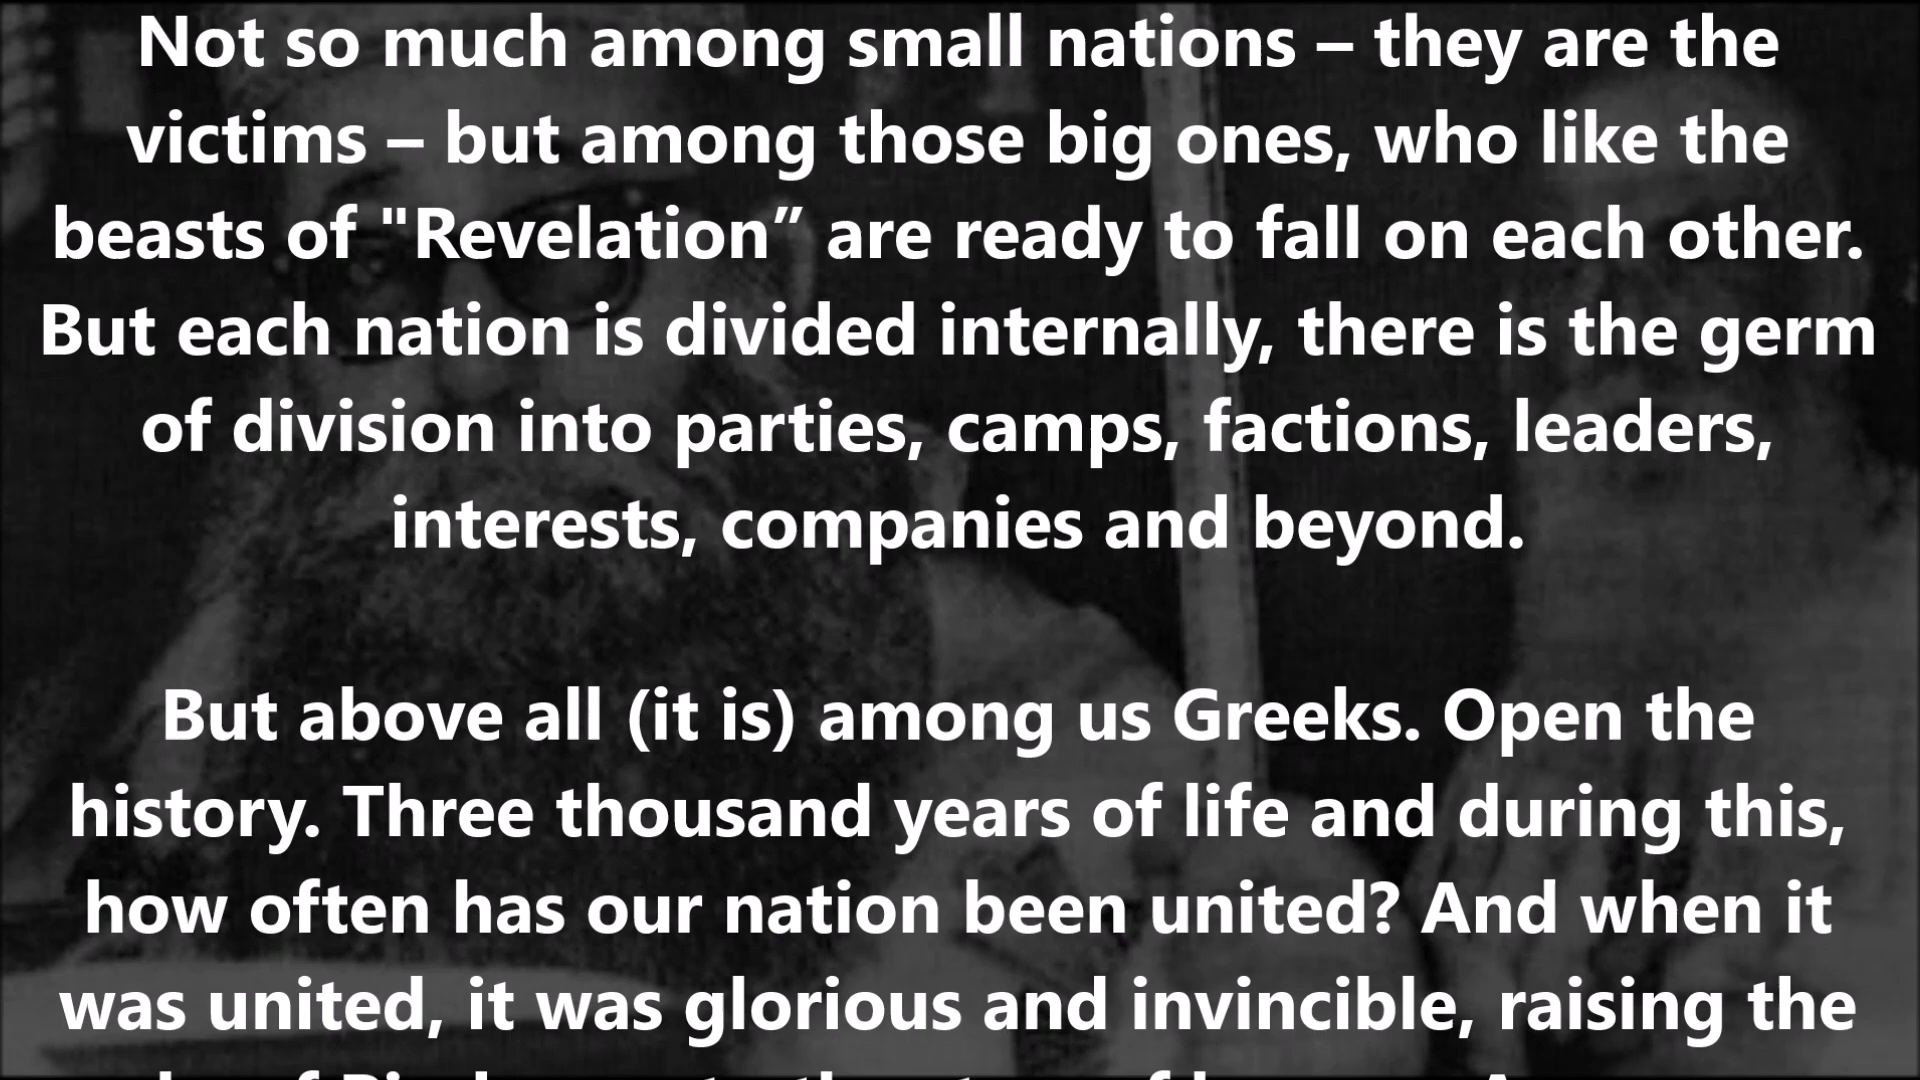 Not so much among small nations – they are the
victims – but among those big ones, who like the
beasts of "Revelation” are ready to fall on each other.
But each nation is divided internally, there is the germ
of division into parties, camps, factions, leaders,
interests, companies and beyond.
But above all (it is) among us Greeks. Open the
history. Three thousand years of life and during this,
how often has our nation been united? And when it
was united, it was glorious and invincible, raising the